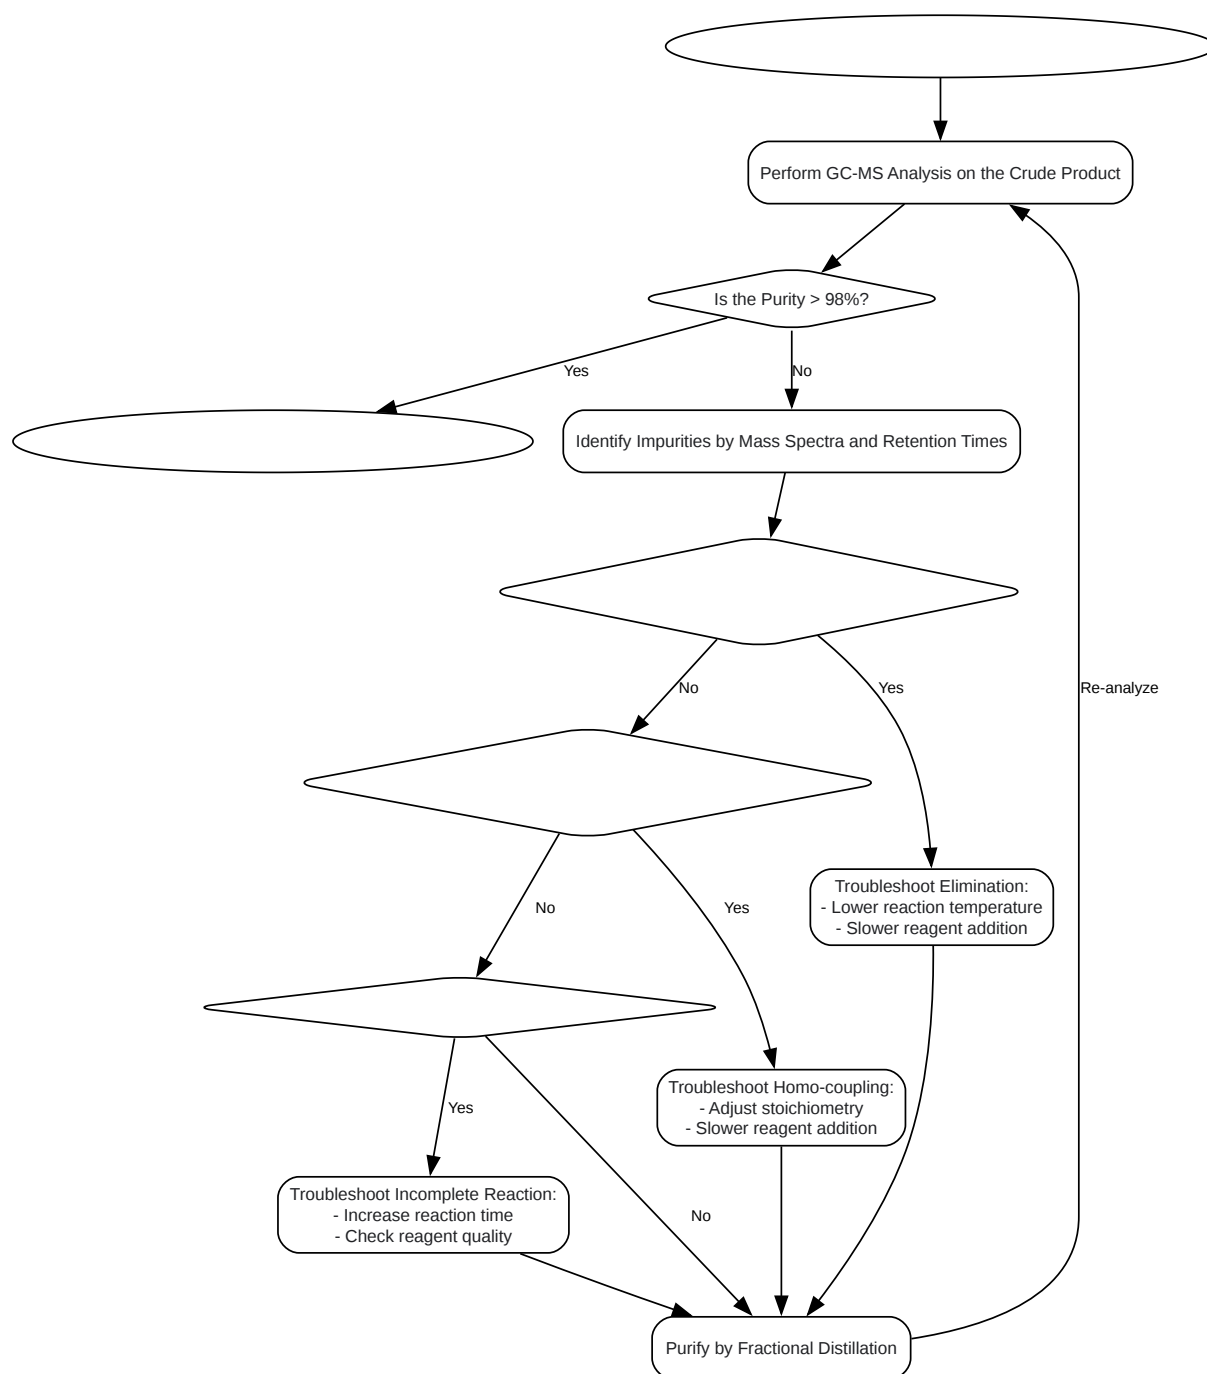 Perform GC-MS Analysis on the Crude Product
Is the Purity > 98%?
Yes
No
Identify Impurities by Mass Spectra and Retention Times
No
Yes
Re-analyze
Troubleshoot Elimination:
- Lower reaction temperature
- Slower reagent addition
No
Yes
Troubleshoot Homo-coupling:
- Adjust stoichiometry
- Slower reagent addition
Yes
Troubleshoot Incomplete Reaction:
- Increase reaction time
- Check reagent quality
No
Purify by Fractional Distillation